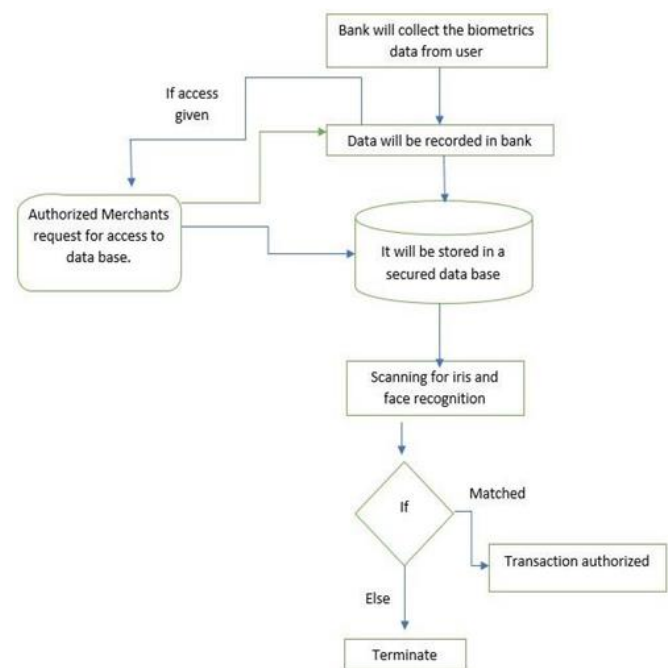 Bank will collect the biometrics
data from user
If access
given
Data will be recorded in bank
Authorized Merchants
request for access to
data base.
It will be stored in a
secured data base
Scanning for iris and
face recognition
If
Matched
Transaction authorized
Else
Terminate